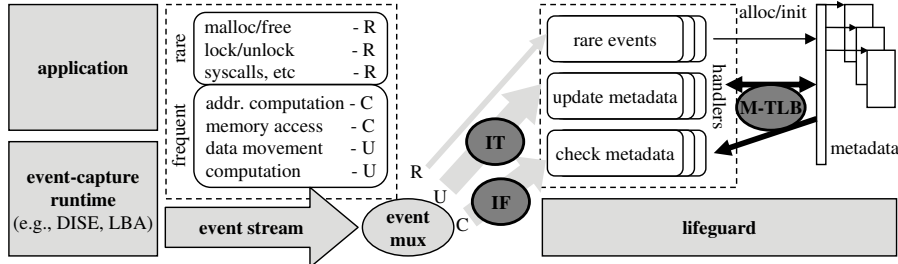 application
event-capture
runtime
(e.g., DISE, LBA)
rare
malloc/free - R
lock/unlock - R
syscalls, etc - R
frequent
addr. computation - C
memory access - C
data movement - U
computation - U
event stream
event
mux
R
U
C
IT
IF
rare events
update metadata
check metadata
handlers
alloc/init
M-TLB
metadata
lifeguard